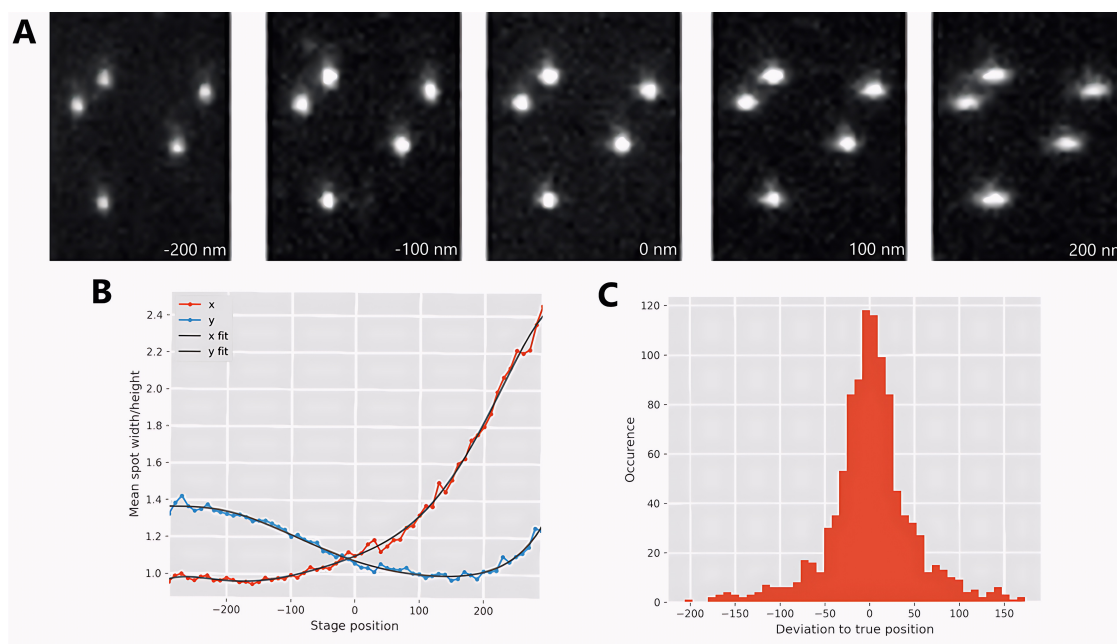 A
-200 nm
-100 nm
0 nm
100 nm
200 nm
B
x
y
x fit
y fit
Mean spot width/height
2.4
2.2
2.0
1.8
1.6
1.4
1.2
1.0
−200
−100
0
100
200
Stage position
C
Occurence
120
100
80
60
40
20
0
−200
−150
−100
−50
0
50
100
150
Deviation to true position